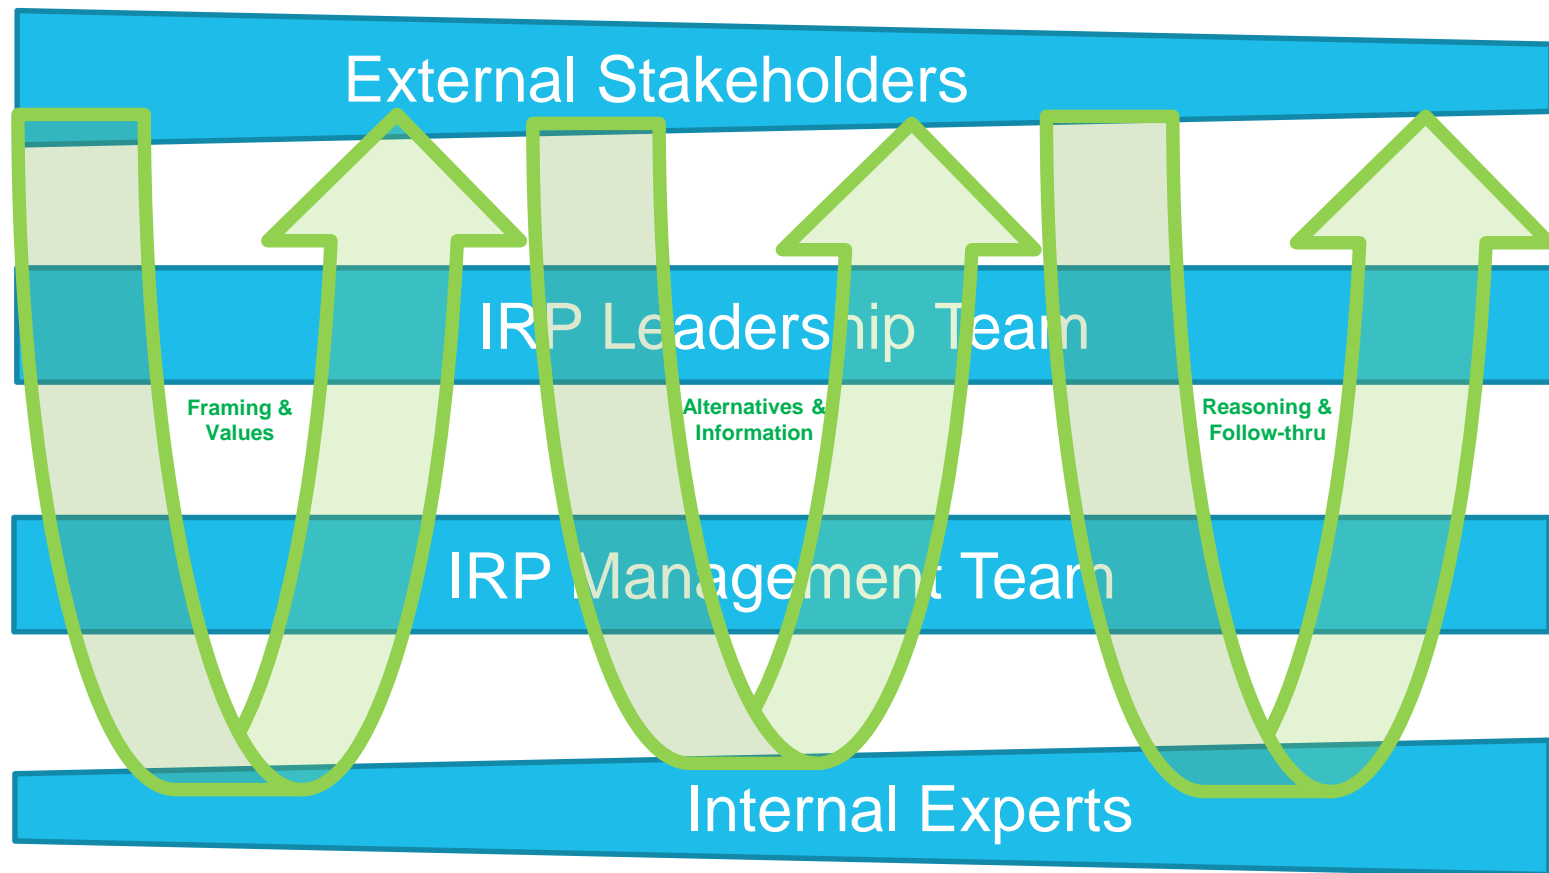 External Stakeholders
IRP Leadership Team
Framing &
Values
Alternatives &
Information
Reasoning &
Follow-thru
IRP Management Team
Internal Experts